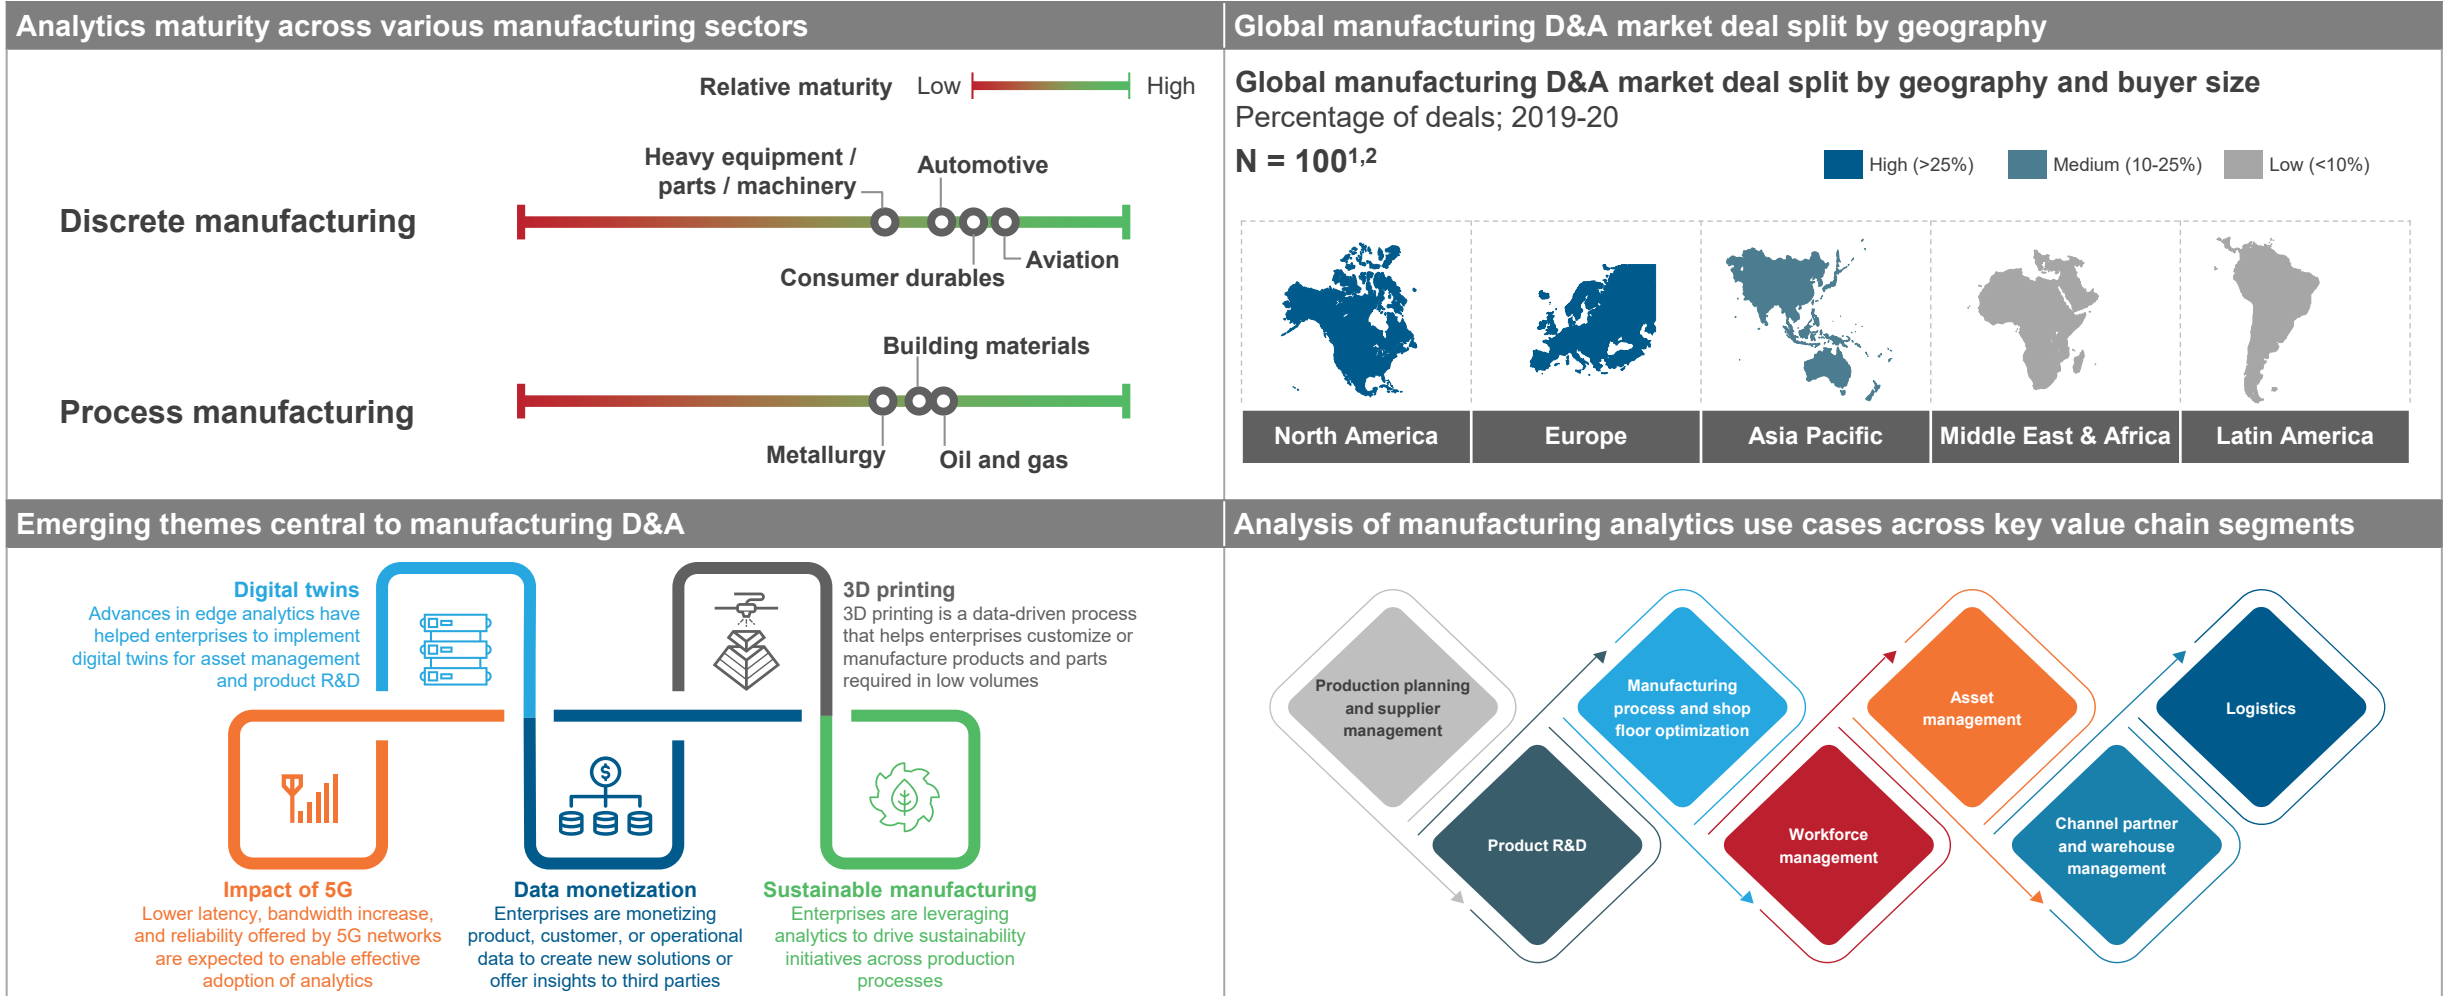 Analytics maturity across various manufacturing sectors
Relative maturity Low High
Heavy equipment /
parts / machinery
Automotive
Discrete manufacturing
Consumer durables
Aviation
Building materials
Process manufacturing
Metallurgy
Oil and gas
Global manufacturing D&A market deal split by geography
Global manufacturing D&A market deal split by geography and buyer size
Percentage of deals; 2019-20
N = 100¹,²
High (>25%) Medium (10-25%) Low (<10%)
North America Europe Asia Pacific Middle East & Africa Latin America
Emerging themes central to manufacturing D&A
Digital twins
Advances in edge analytics have
helped enterprises to implement
digital twins for asset management
and product R&D
3D printing
3D printing is a data-driven process
that helps enterprises customize or
manufacture products and parts
required in low volumes
$
Impact of 5G
Lower latency, bandwidth increase,
and reliability offered by 5G networks
are expected to enable effective
adoption of analytics
Data monetization
Enterprises are monetizing
product, customer, or operational
data to create new solutions or
offer insights to third parties
Sustainable manufacturing
Enterprises are leveraging
analytics to drive sustainability
initiatives across production
processes
Analysis of manufacturing analytics use cases across key value chain segments
Production planning
and supplier
management
Product R&D
Manufacturing
process and shop
floor optimization
Workforce
management
Asset
management
Channel partner
and warehouse
management
Logistics